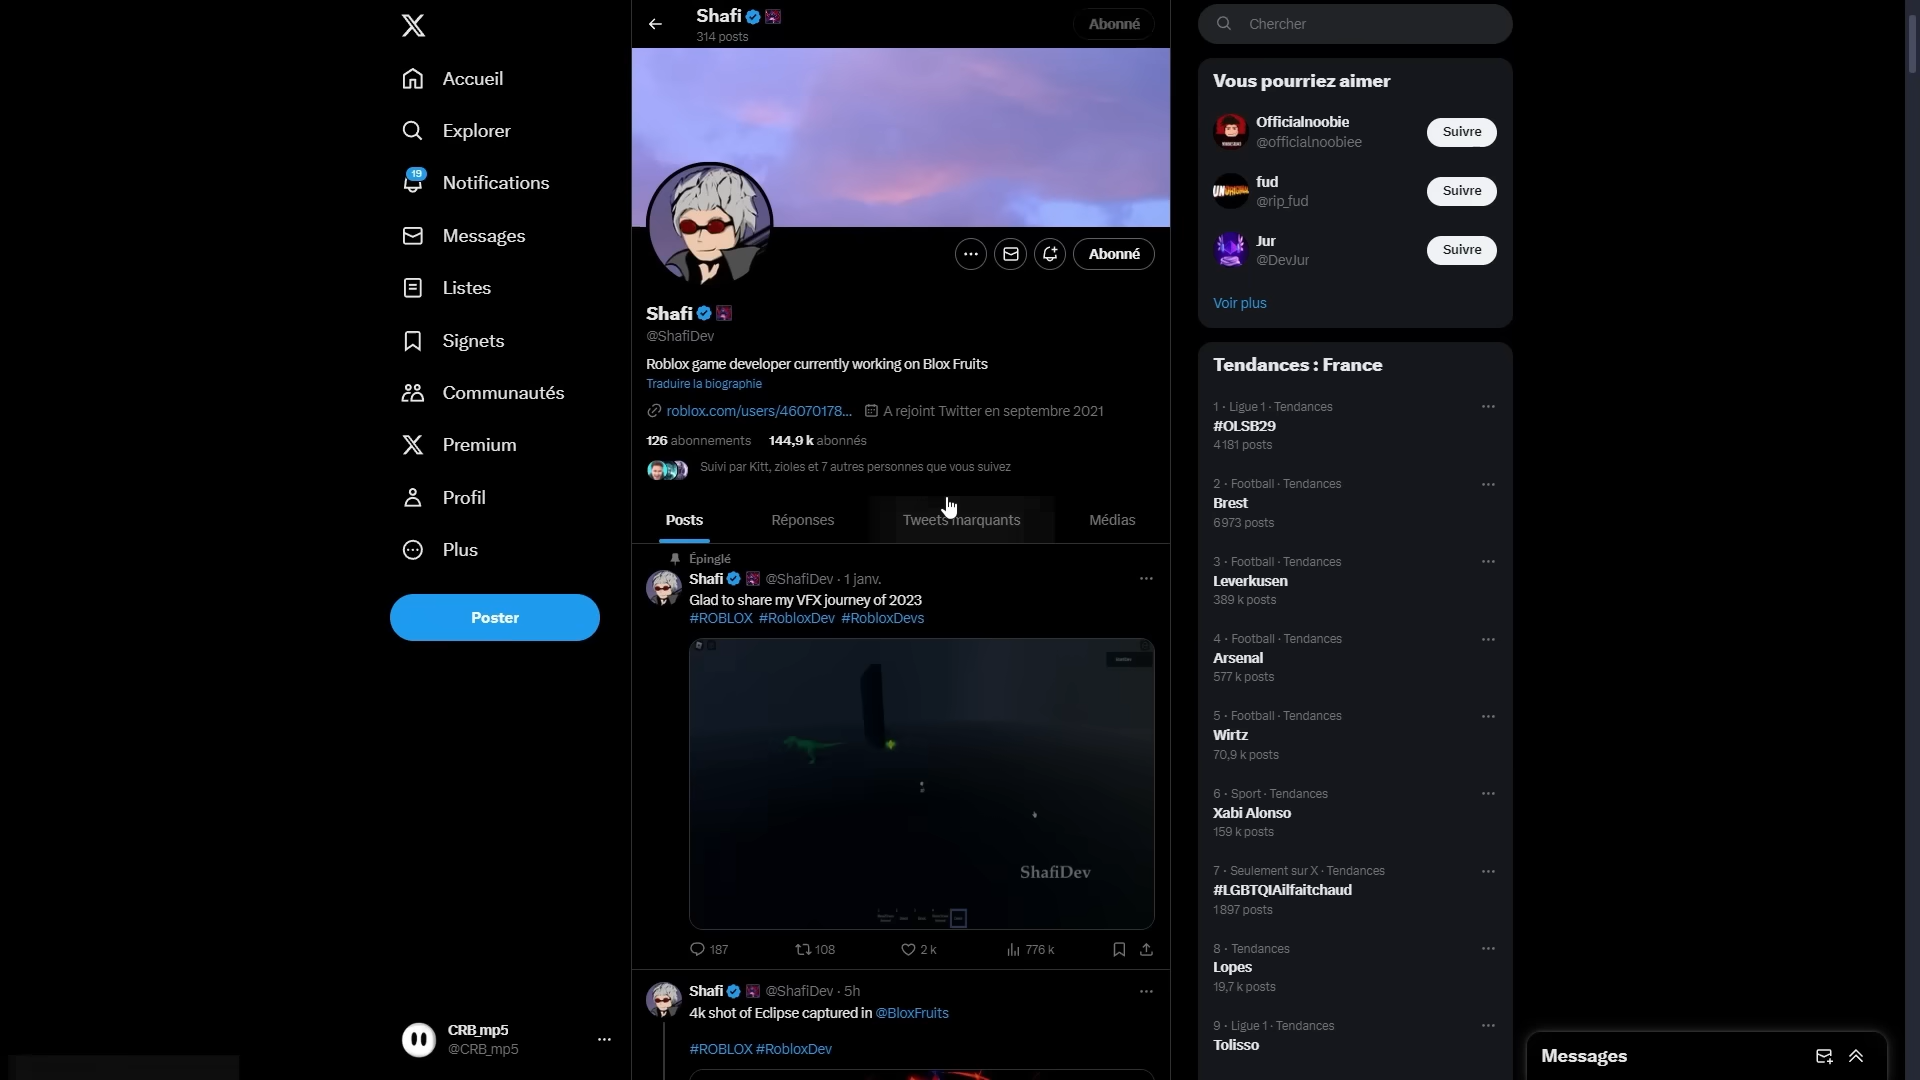 Accueil
Explorer
19
Notifications
Messages
Listes
Signets
Communautés
Premium
Profil
Plus
Poster
CRB_mp5
@CRB_mp5
Shafi
314 posts
Abonné
Abonné
Shafi
@ShafiDev
Roblox game developer currently working on Blox Fruits
Traduire la biographie
roblox.com/users/46070178... A rejoint Twitter en septembre 2021
126 abonnements 144,9 k abonnés
Suivi par Kitt, zioles et 7 autres personnes que vous suivez
Posts Réponses Tweets marquants Médias
Épinglé
Shafi @ShafiDev · 1 janv.
Glad to share my VFX journey of 2023
#ROBLOX #RobloxDev #RobloxDevs
ShafiDev
187 108 2 k 776 k
Shafi @ShafiDev · 5h
4k shot of Eclipse captured in @BloxFruits
#ROBLOX #RobloxDev
Chercher
Vous pourriez aimer
Officialnoobie
@officialnoobiee
Suivre
fud
@rip_fud
Suivre
Jur
@DevJur
Suivre
Voir plus
Tendances : France
1 · Ligue 1 · Tendances
#OLSB29
4 181 posts
2 · Football · Tendances
Brest
6 973 posts
3 · Football · Tendances
Leverkusen
389 k posts
4 · Football · Tendances
Arsenal
577 k posts
5 · Football · Tendances
Wirtz
70,9 k posts
6 · Sport · Tendances
Xabi Alonso
159 k posts
7 · Seulement sur X · Tendances
#LGBTQIAilfaitchaud
1 897 posts
8 · Tendances
Lopes
19,7 k posts
9 · Ligue 1 · Tendances
Tolisso
Messages